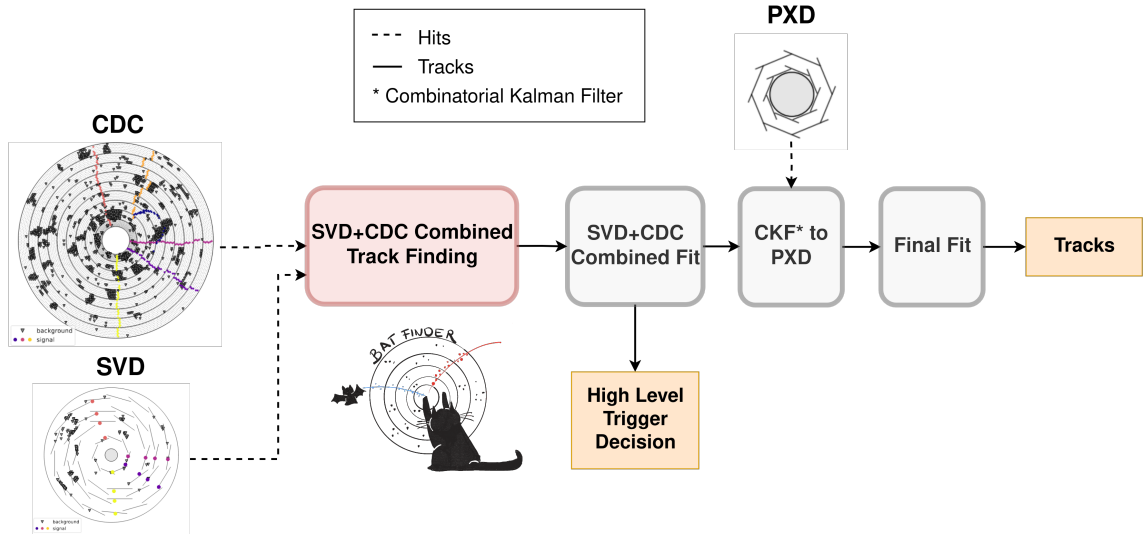 PXD
Hits
Tracks
* Combinatorial Kalman Filter
CDC
background
signal
SVD+CDC Combined
Track Finding
SVD+CDC
Combined Fit
CKF* to
PXD
Final Fit
Tracks
BAT FINDER
SVD
background
signal
High Level
Trigger
Decision